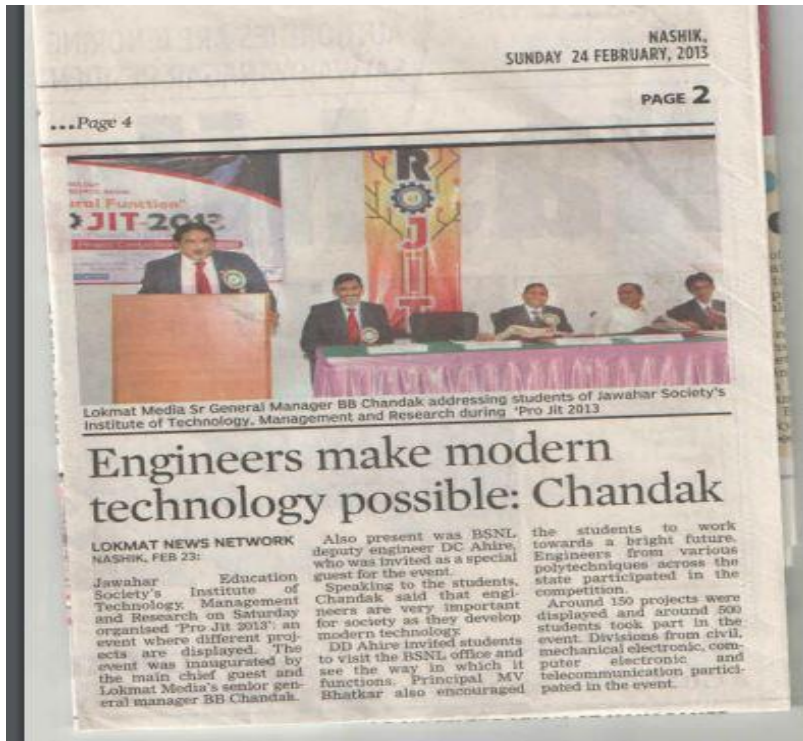 NASHIK,
SUNDAY 24 FEBRUARY, 2013
PAGE 2
...Page 4
ral Function"
JIT-2013
R
JIT
Lokmat Media Sr General Manager BB Chandak addressing students of Jawahar Society's
Institute of Technology, Management and Research during 'Pro Jit 2013
Engineers make modern
technology possible: Chandak
LOKMAT NEWS NETWORK
NASHIK, FEB 23:
Jawahar Education
Society's Institute of
Technology, Management
and Research on Saturday
organised 'Pro Jit 2013': an
event where different proj-
ects are displayed. The
event was inaugurated by
the main chief guest and
Lokmat Media's senior gen-
eral manager BB Chandak.
Also present was BSNL
deputy engineer DC Ahire,
who was invited as a special
guest for the event.
Speaking to the students,
Chandak said that engi-
neers are very important
for society as they develop
modern technology.
DD Ahire invited students
to visit the BSNL office and
see the way in which it
functions. Principal MV
Bhatkar also encouraged
the students to work
towards a bright future.
Engineers from various
polytechniques across the
state participated in the
competition.
Around 150 projects were
displayed and around 500
students took part in the
event. Divisions from civil,
mechanical electronic, com-
puter electronic and
telecommunication partici-
pated in the event.